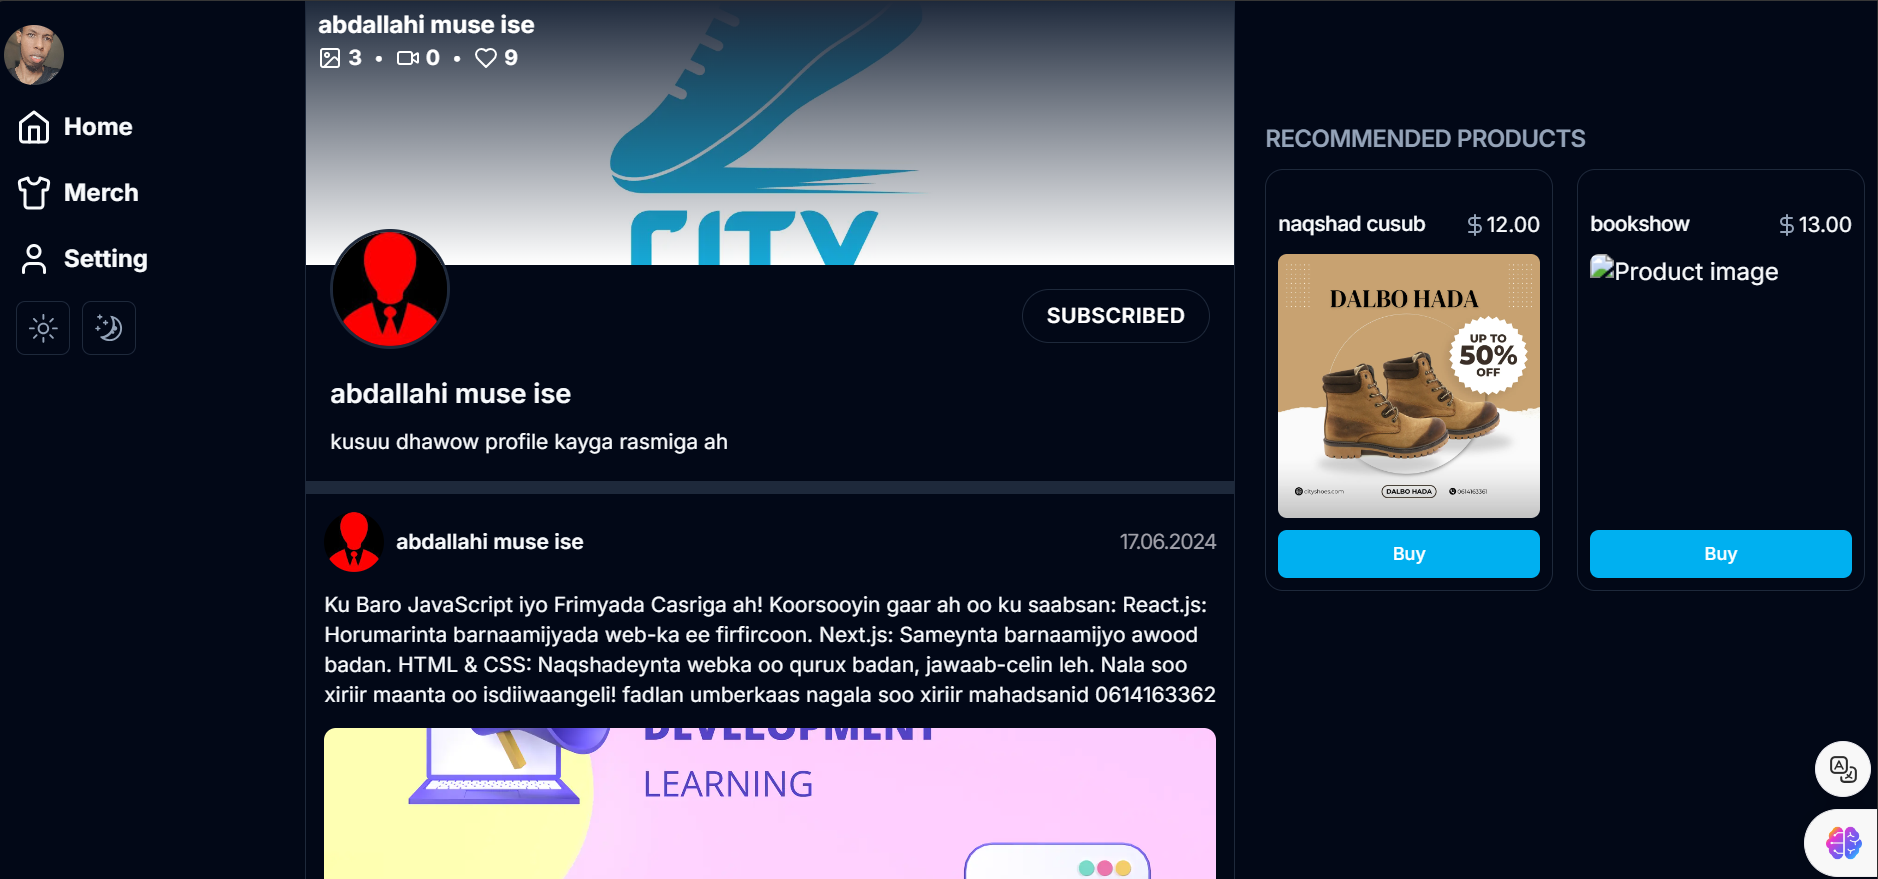 Home
Merch
Setting
abdallahi muse ise
3 • 0 • 9
CITY
SUBSCRIBED
abdallahi muse ise
kusuu dhawow profile kayga rasmiga ah
abdallahi muse ise
17.06.2024
Ku Baro JavaScript iyo Frimyada Casriga ah! Koorsooyin gaar ah oo ku saabsan: React.js:
Horumarinta barnaamijyada web-ka ee firfircoon. Next.js: Sameynta barnaamijyo awood
badan. HTML & CSS: Naqshadeynta webka oo qurux badan, jawaab-celin leh. Nala soo
xiriir maanta oo isdiiwaangeli! fadlan umberkaas nagala soo xiriir mahadsanid 0614163362
DEVELOPMENT
LEARNING
RECOMMENDED PRODUCTS
naqshad cusub
$12.00
DALBO HADA
UP TO
50%
OFF
cityshoes.com
DALBO HADA
0614163361
Buy
bookshow
$13.00
Product image
Buy